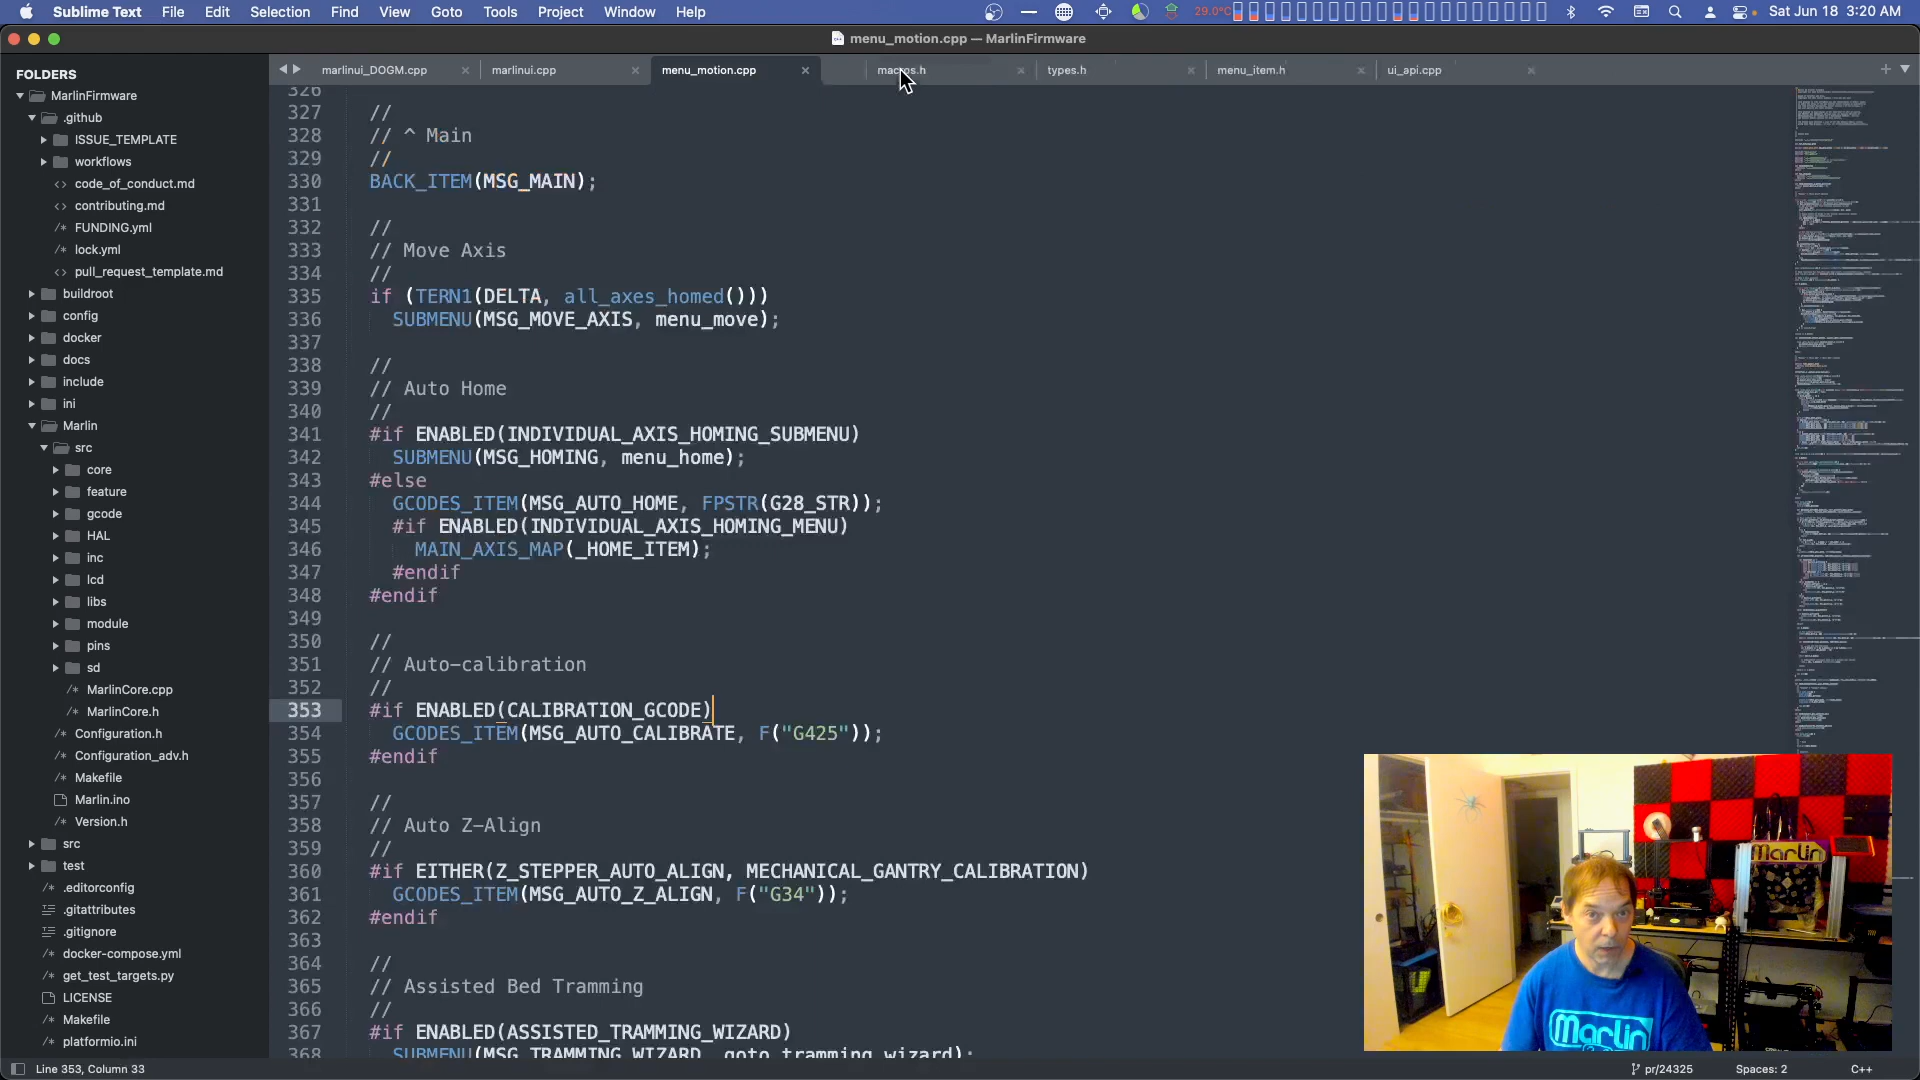 Sublime Text File Edit Selection Find View Goto Tools Project Window Help 29.0°C Sat Jun 18 3:20 AM
menu_motion.cpp — MarlinFirmware
FOLDERS
MarlinFirmware
.github
ISSUE_TEMPLATE
workflows
code_of_conduct.md
contributing.md
FUNDING.yml
lock.yml
pull_request_template.md
buildroot
config
docker
docs
include
ini
Marlin
src
core
feature
gcode
HAL
inc
lcd
libs
module
pins
sd
MarlinCore.cpp
MarlinCore.h
Configuration.h
Configuration_adv.h
Makefile
Marlin.ino
Version.h
src
test
.editorconfig
.gitattributes
.gitignore
docker-compose.yml
get_test_targets.py
LICENSE
Makefile
platformio.ini
marlinui_DOGM.cpp marlinui.cpp menu_motion.cpp macros.h types.h menu_item.h ui_api.cpp
326
327 //
328 // ^ Main
329 //
330 BACK_ITEM(MSG_MAIN);
331
332 //
333 // Move Axis
334 //
335 if (TERN1(DELTA, all_axes_homed()))
336 SUBMENU(MSG_MOVE_AXIS, menu_move);
337
338 //
339 // Auto Home
340 //
341 #if ENABLED(INDIVIDUAL_AXIS_HOMING_SUBMENU)
342 SUBMENU(MSG_HOMING, menu_home);
343 #else
344 GCODES_ITEM(MSG_AUTO_HOME, FPSTR(G28_STR));
345 #if ENABLED(INDIVIDUAL_AXIS_HOMING_MENU)
346 MAIN_AXIS_MAP(_HOME_ITEM);
347 #endif
348 #endif
349
350 //
351 // Auto-calibration
352 //
353 #if ENABLED(CALIBRATION_GCODE)
354 GCODES_ITEM(MSG_AUTO_CALIBRATE, F("G425"));
355 #endif
356
357 //
358 // Auto Z-Align
359 //
360 #if EITHER(Z_STEPPER_AUTO_ALIGN, MECHANICAL_GANTRY_CALIBRATION)
361 GCODES_ITEM(MSG_AUTO_Z_ALIGN, F("G34"));
362 #endif
363
364 //
365 // Assisted Bed Tramming
366 //
367 #if ENABLED(ASSISTED_TRAMMING_WIZARD)
368 SUBMENU(MSG_TRAMMING_WIZARD, goto_tramming_wizard);
Marlin
Marlin
Line 353, Column 33 pr/24325 Spaces: 2 C++